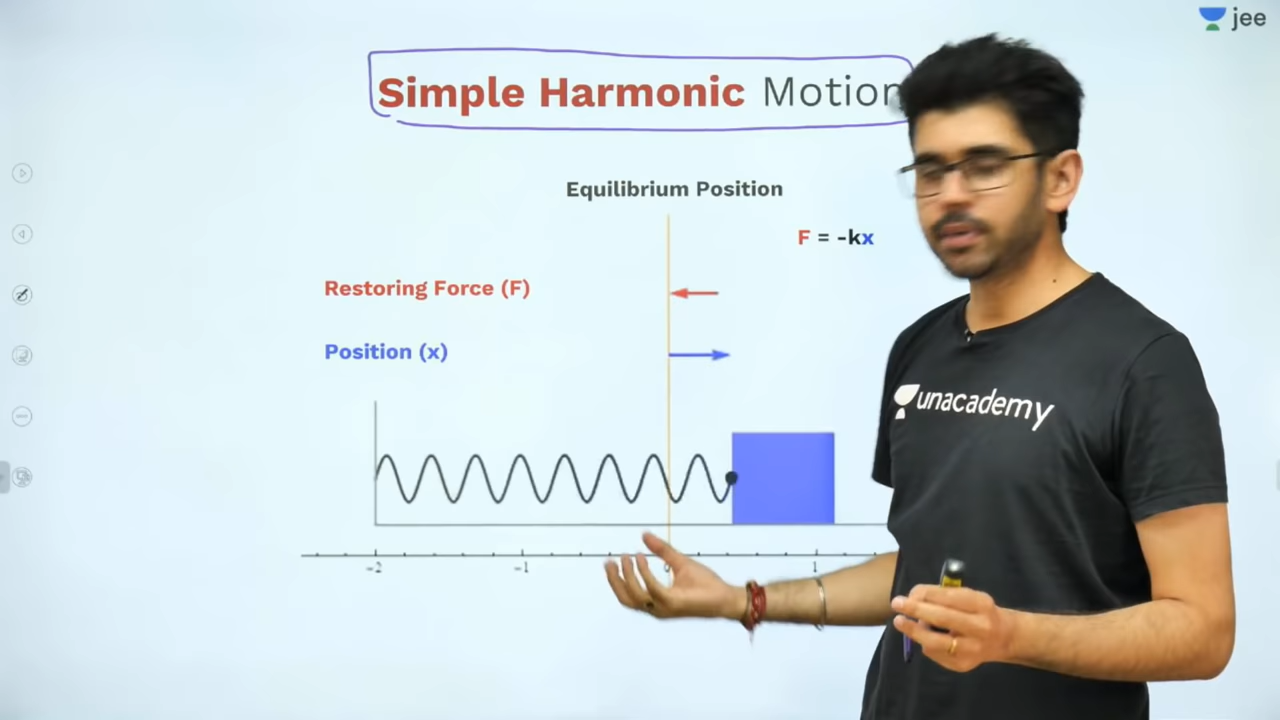 jee
Simple Harmonic Motion
Equilibrium Position
F = -kx
Restoring Force (F)
Position (x)
unacademy
-2 -1 0 1